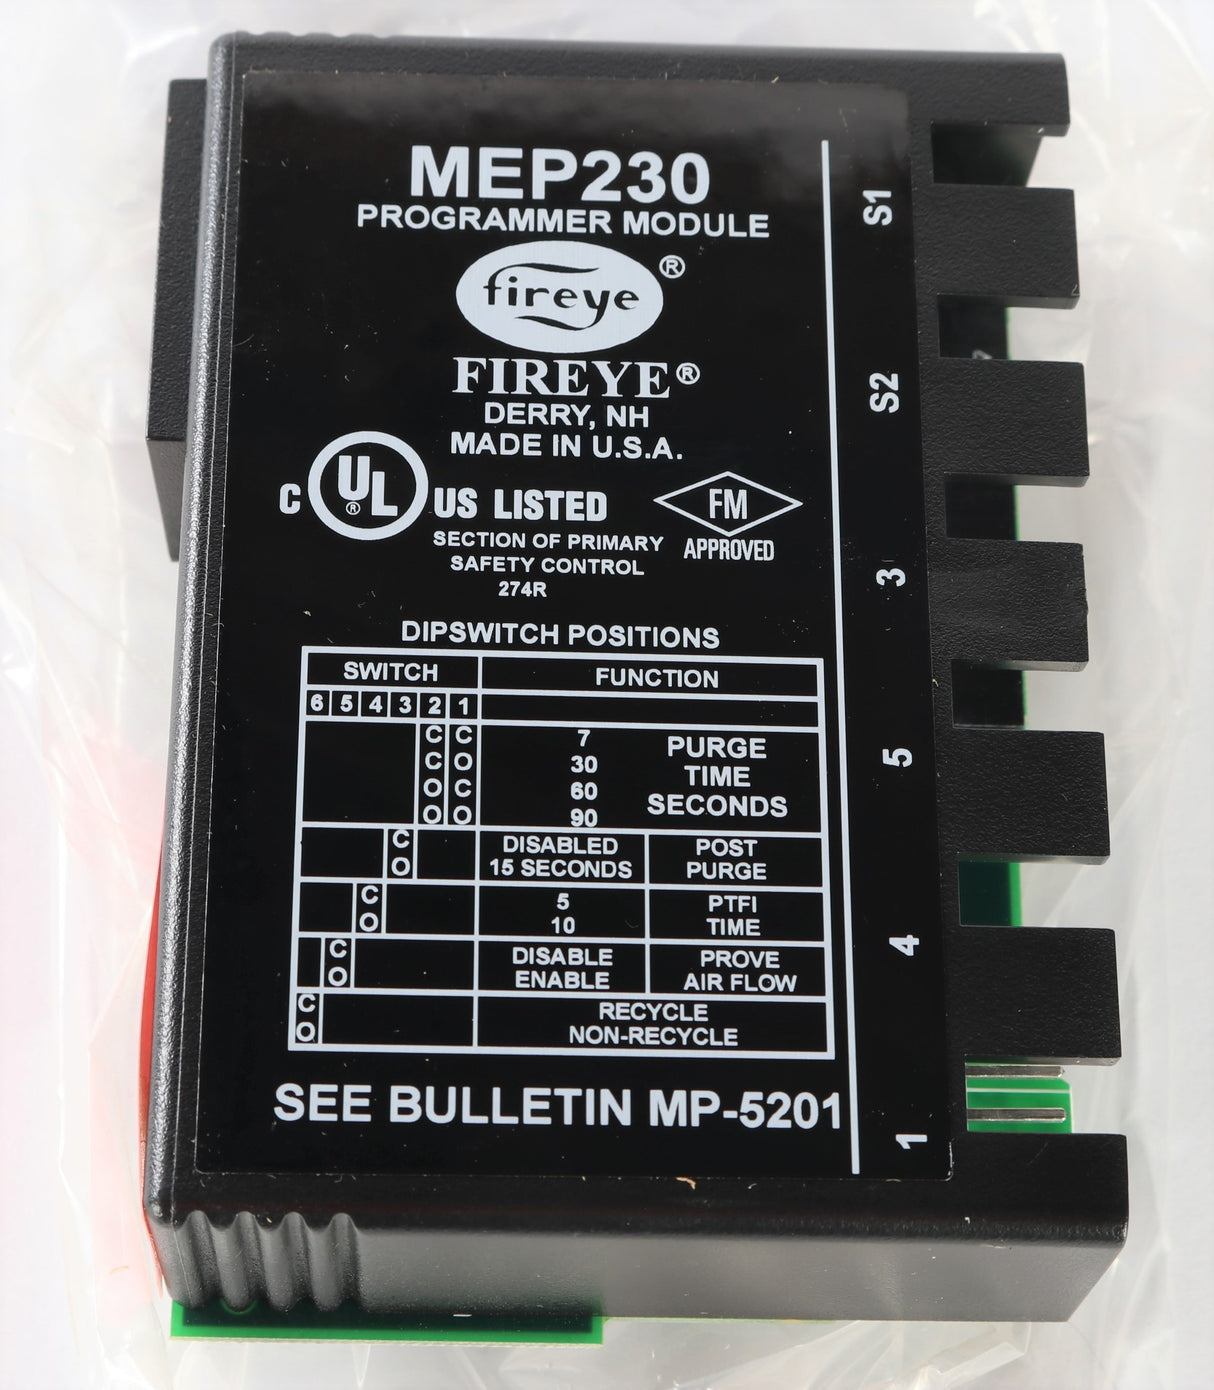 MEP230
PROGRAMMER MODULE
fireye®
FIREYE®
DERRY, NH
MADE IN U.S.A.
C UL® US LISTED
SECTION OF PRIMARY
SAFETY CONTROL
274R
FM
APPROVED
DIPSWITCH POSITIONS
SWITCH FUNCTION
6 5 4 3 2 1
C C 7
C O 30
O C 60
O O 90
PURGE
TIME
SECONDS
C DISABLED POST
O 15 SECONDS PURGE
C 5 PTFI
O 10 TIME
C DISABLE PROVE
O ENABLE AIR FLOW
C RECYCLE
O NON-RECYCLE
SEE BULLETIN MP-5201
S1
S2
3
5
4
1